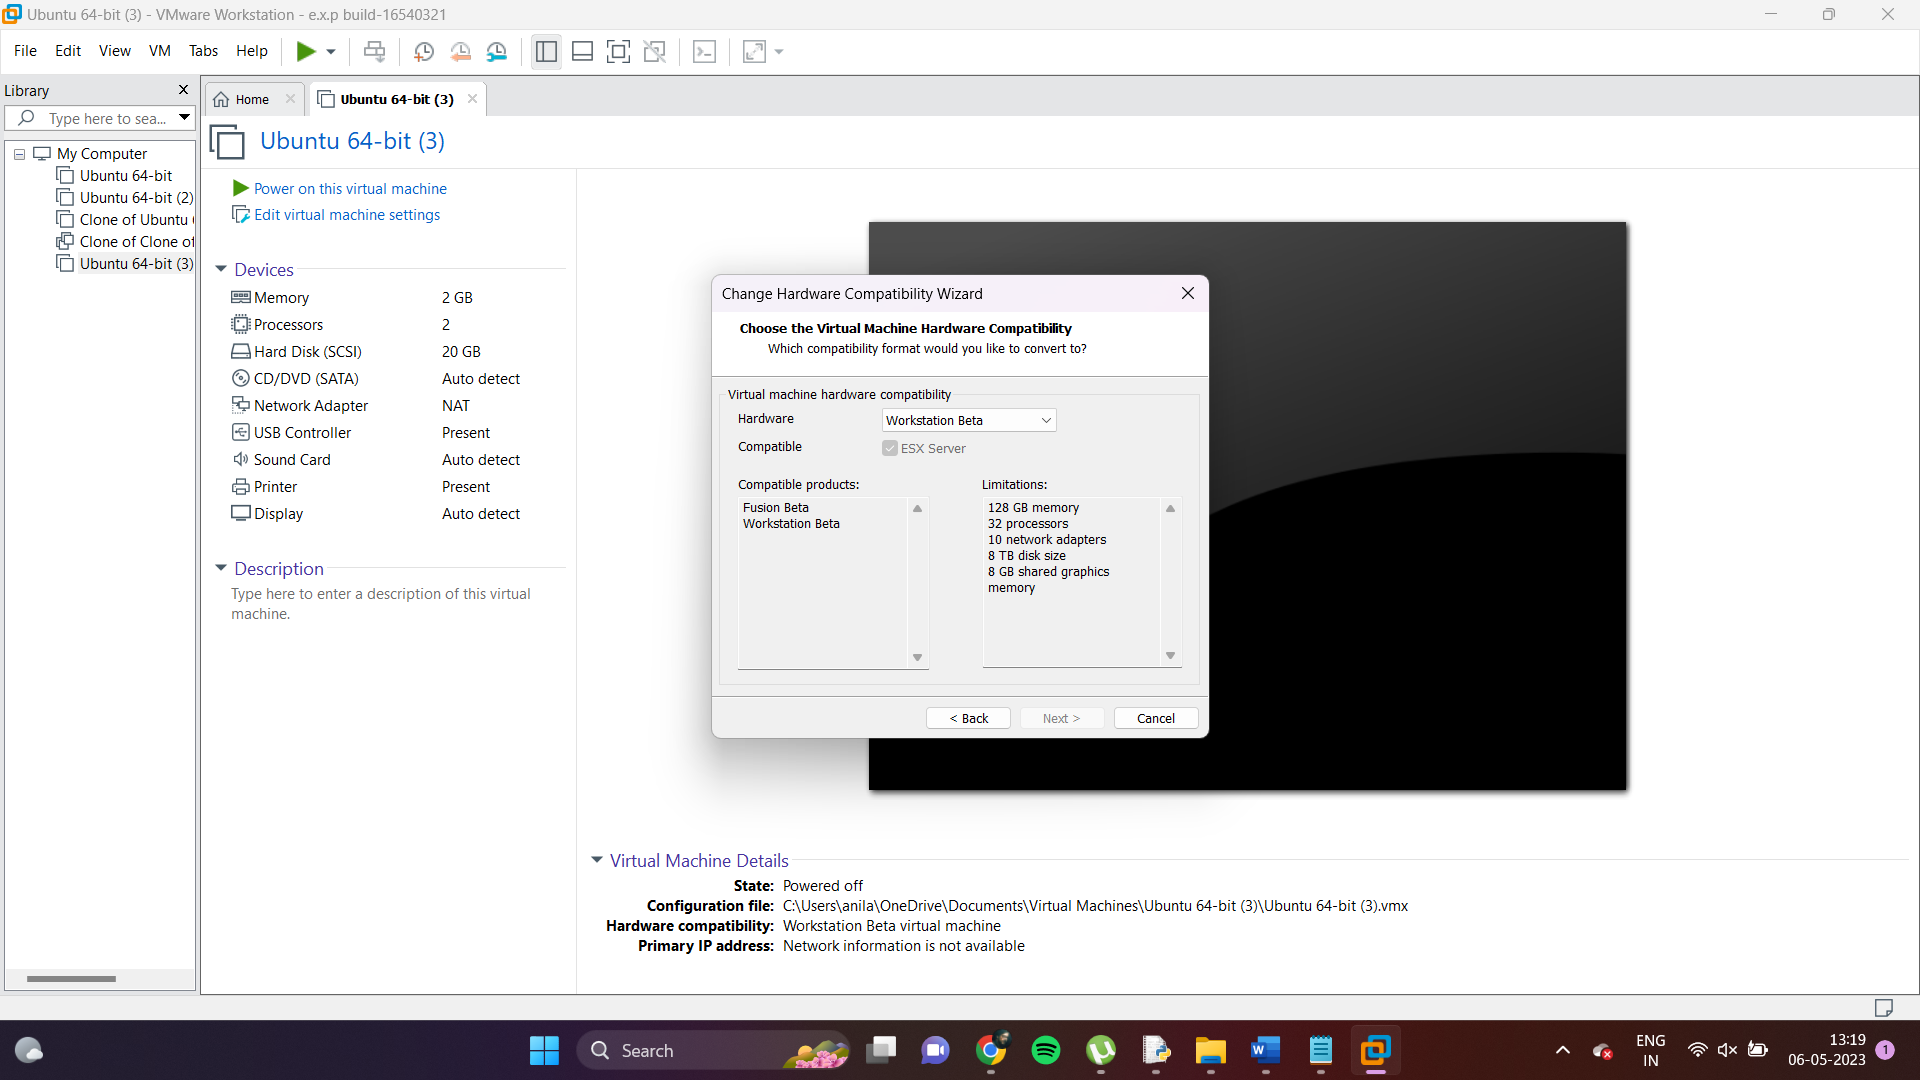 Ubuntu 64-bit (3) - VMware Workstation - e.x.p build-16540321
File Edit View VM Tabs Help
Library
Type here to sea...
My Computer
Ubuntu 64-bit
Ubuntu 64-bit (2)
Clone of Ubuntu
Clone of Clone of
Ubuntu 64-bit (3)
Home
Ubuntu 64-bit (3)
Ubuntu 64-bit (3)
Power on this virtual machine
Edit virtual machine settings
Devices
Memory 2 GB
Processors 2
Hard Disk (SCSI) 20 GB
CD/DVD (SATA) Auto detect
Network Adapter NAT
USB Controller Present
Sound Card Auto detect
Printer Present
Display Auto detect
Description
Type here to enter a description of this virtual
machine.
Change Hardware Compatibility Wizard
Choose the Virtual Machine Hardware Compatibility
Which compatibility format would you like to convert to?
Virtual machine hardware compatibility
Hardware Workstation Beta
Compatible ESX Server
Compatible products:
Fusion Beta
Workstation Beta
Limitations:
128 GB memory
32 processors
10 network adapters
8 TB disk size
8 GB shared graphics
memory
< Back Next > Cancel
Virtual Machine Details
State: Powered off
Configuration file: C:\Users\anila\OneDrive\Documents\Virtual Machines\Ubuntu 64-bit (3)\Ubuntu 64-bit (3).vmx
Hardware compatibility: Workstation Beta virtual machine
Primary IP address: Network information is not available
Search
ENG
IN
13:19
06-05-2023
1